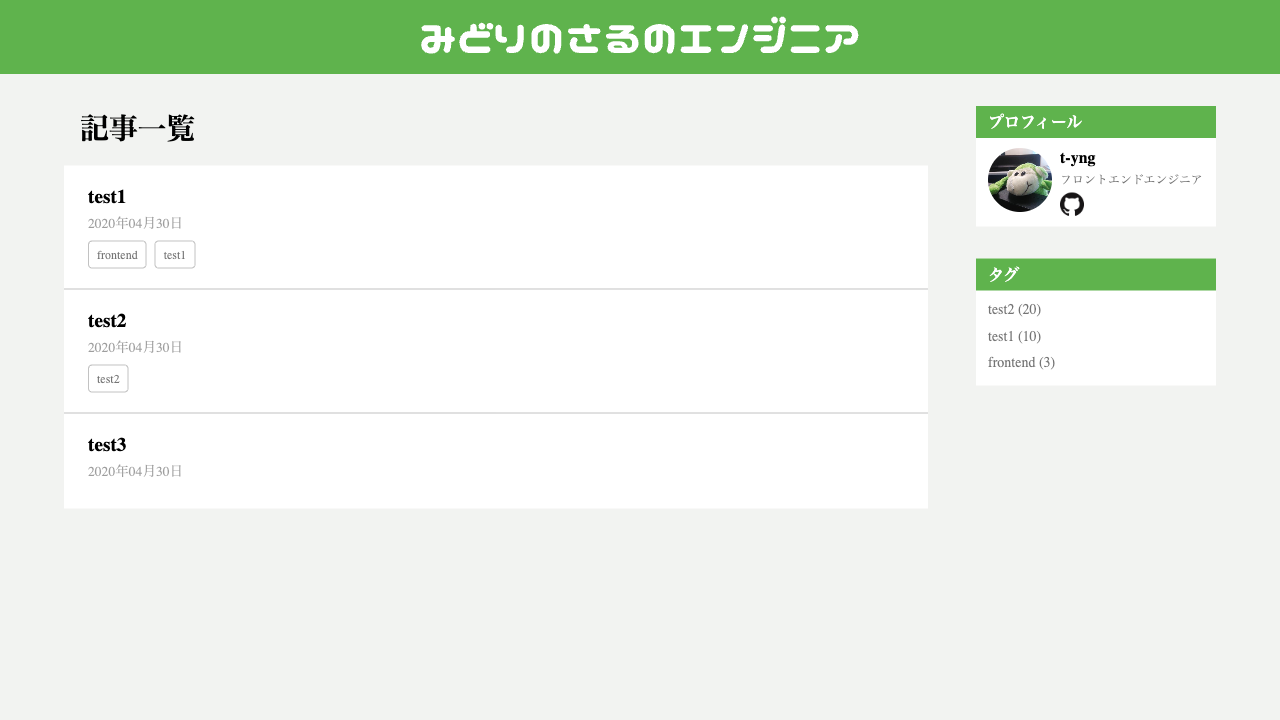 みどりのさるのエンジニア
記事一覧
test1
2020年04月30日
frontend test1
test2
2020年04月30日
test2
test3
2020年04月30日
プロフィール
t-yng
フロントエンドエンジニア
タグ
test2 (20)
test1 (10)
frontend (3)